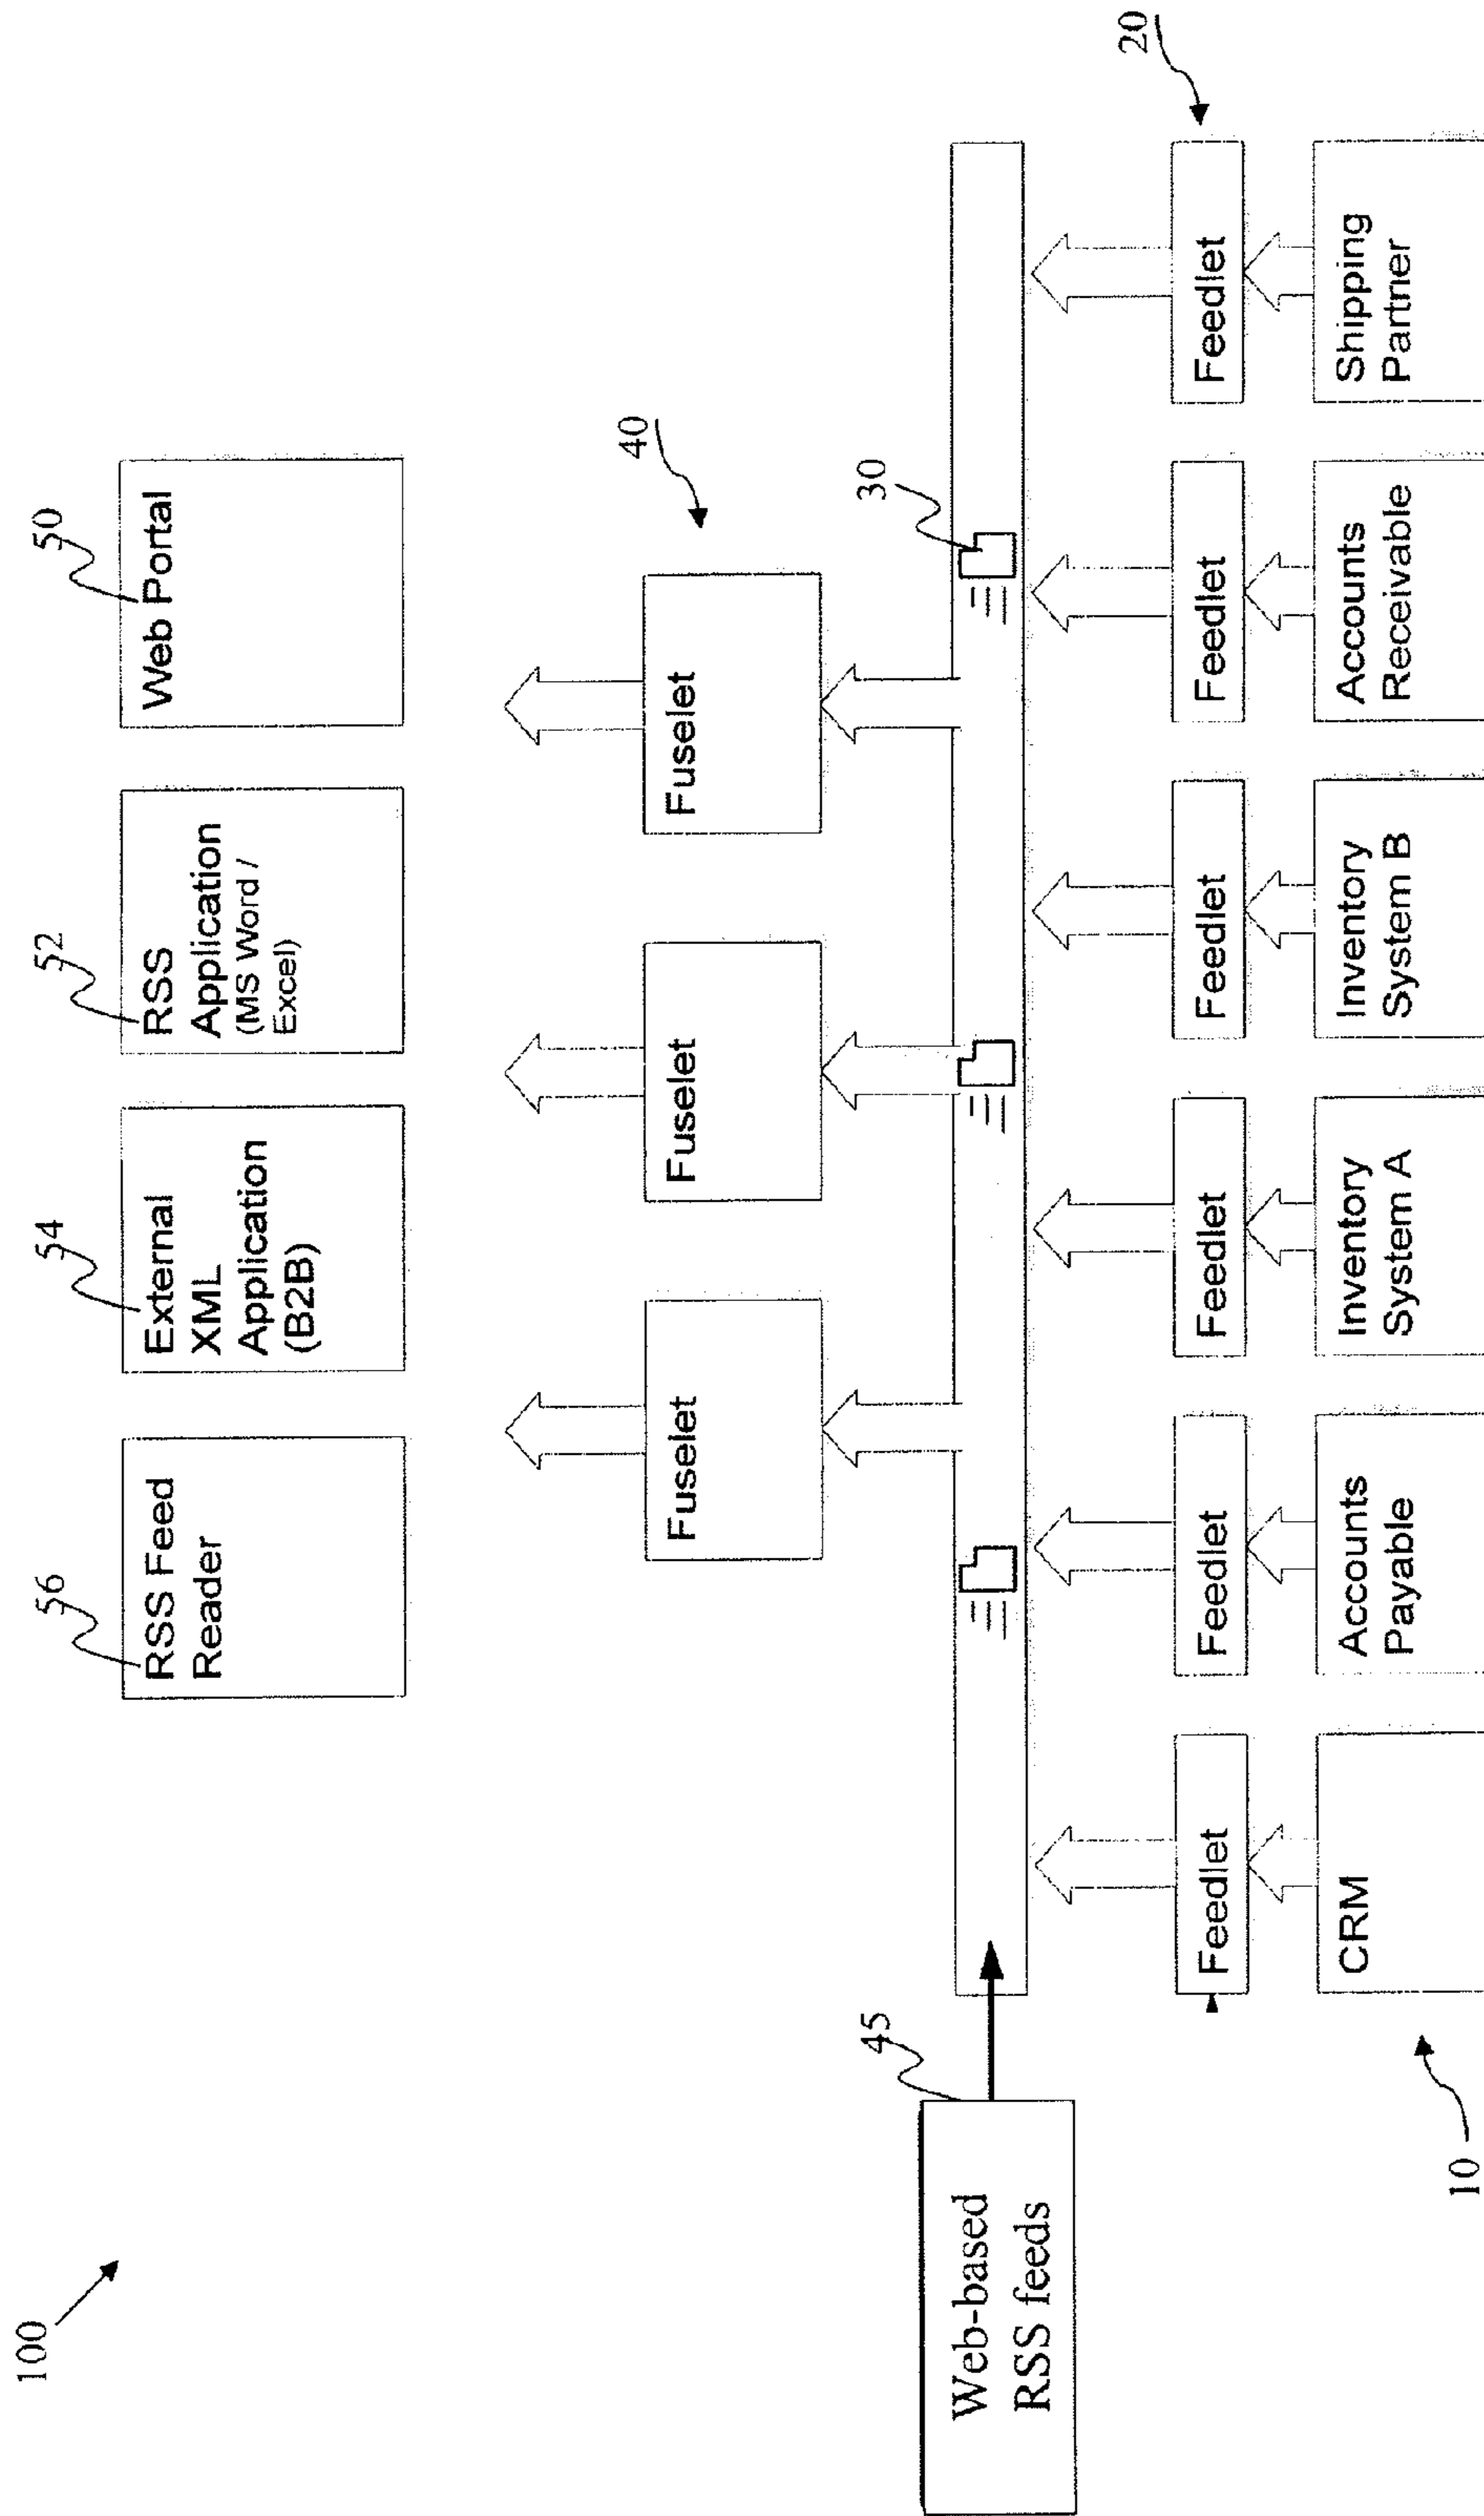 100
56
54
52
50
RSS Feed
Reader
External
XML
Application
(B2B)
RSS
Application
(MS Word /
Excel)
Web Portal
40
Fuselet
Fuselet
Fuselet
45
30
Web-based
RSS feeds
20
Feedlet
Feedlet
Feedlet
Feedlet
Feedlet
Feedlet
10
CRM
Accounts
Payable
Inventory
System A
Inventory
System B
Accounts
Receivable
Shipping
Partner